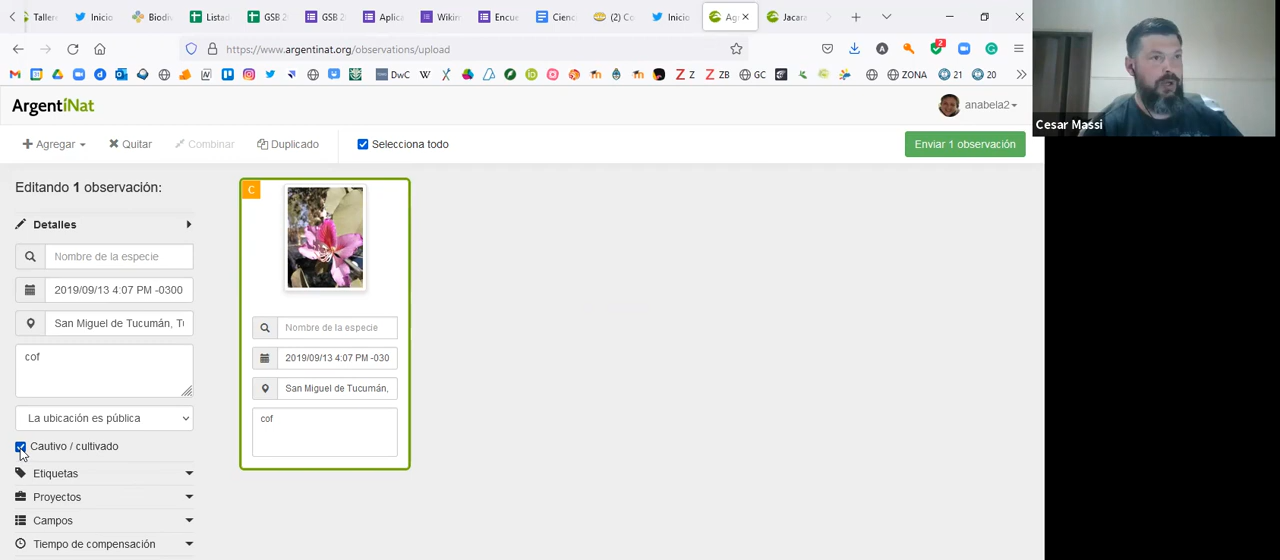 Tallere
Inicio
Biodiv
Listad
GSB 2
GSB 2
Aplica
Wikim
Encue
Cienc
(2) Co
Inicio
Ag
Jacara
https://www.argentinat.org/observations/upload
DwC
GC
ZONA
21
20
ArgentiNat
anabela2
Agregar
Quitar
Combinar
Duplicado
Selecciona todo
Enviar 1 observación
Cesar Massi
Editando 1 observación:
Detalles
Nombre de la especie
2019/09/13 4:07 PM -0300
San Miguel de Tucumán, T
cof
La ubicación es pública
Cautivo / cultivado
Etiquetas
Proyectos
Campos
Tiempo de compensación
C
Nombre de la especie
2019/09/13 4:07 PM -030
San Miguel de Tucumán,
cof